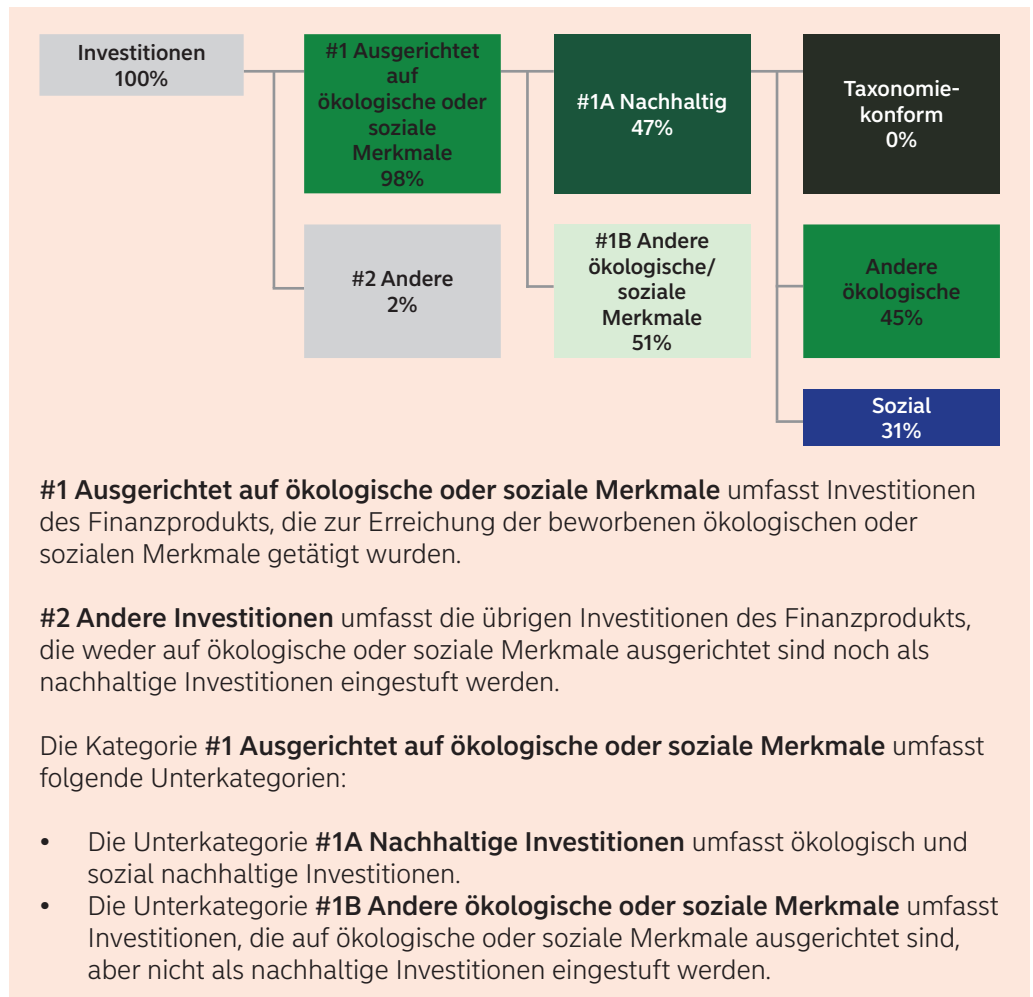 Investitionen
100%
#1 Ausgerichtet
auf
ökologische oder
soziale
Merkmale
98%
#1A Nachhaltig
47%
Taxonomie-
konform
0%
#2 Andere
2%
#1B Andere
ökologische/
soziale
Merkmale
51%
Andere
ökologische
45%
Sozial
31%
#1 Ausgerichtet auf ökologische oder soziale Merkmale umfasst Investitionen
des Finanzprodukts, die zur Erreichung der beworbenen ökologischen oder
sozialen Merkmale getätigt wurden.
#2 Andere Investitionen umfasst die übrigen Investitionen des Finanzprodukts,
die weder auf ökologische oder soziale Merkmale ausgerichtet sind noch als
nachhaltige Investitionen eingestuft werden.
Die Kategorie #1 Ausgerichtet auf ökologische oder soziale Merkmale umfasst
folgende Unterkategorien:
• Die Unterkategorie #1A Nachhaltige Investitionen umfasst ökologisch und
sozial nachhaltige Investitionen.
• Die Unterkategorie #1B Andere ökologische oder soziale Merkmale umfasst
Investitionen, die auf ökologische oder soziale Merkmale ausgerichtet sind,
aber nicht als nachhaltige Investitionen eingestuft werden.